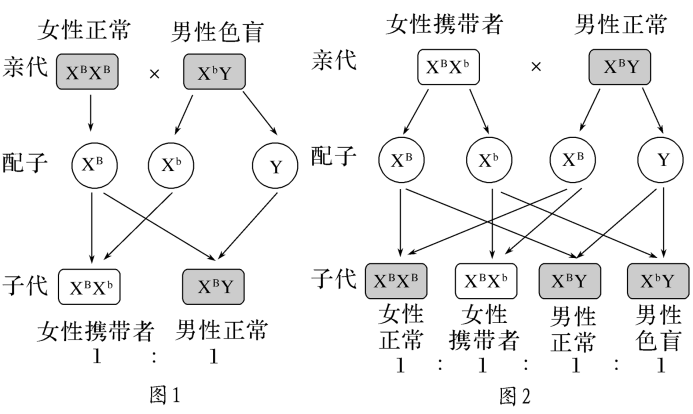 女性正常 男性色盲
亲代 XᴮXᴮ × XᵇY
配子 Xᴮ Xᵇ Y
子代 XᴮXᵇ XᴮY
女性携带者 男性正常
1 : 1
图1
女性携带者 男性正常
亲代 XᴮXᵇ × XᴮY
配子 Xᴮ Xᵇ Xᴮ Y
子代 XᴮXᴮ XᴮXᵇ XᴮY XᵇY
女性 女性 男性 男性
正常 携带者 正常 色盲
1 : 1 : 1 : 1
图2